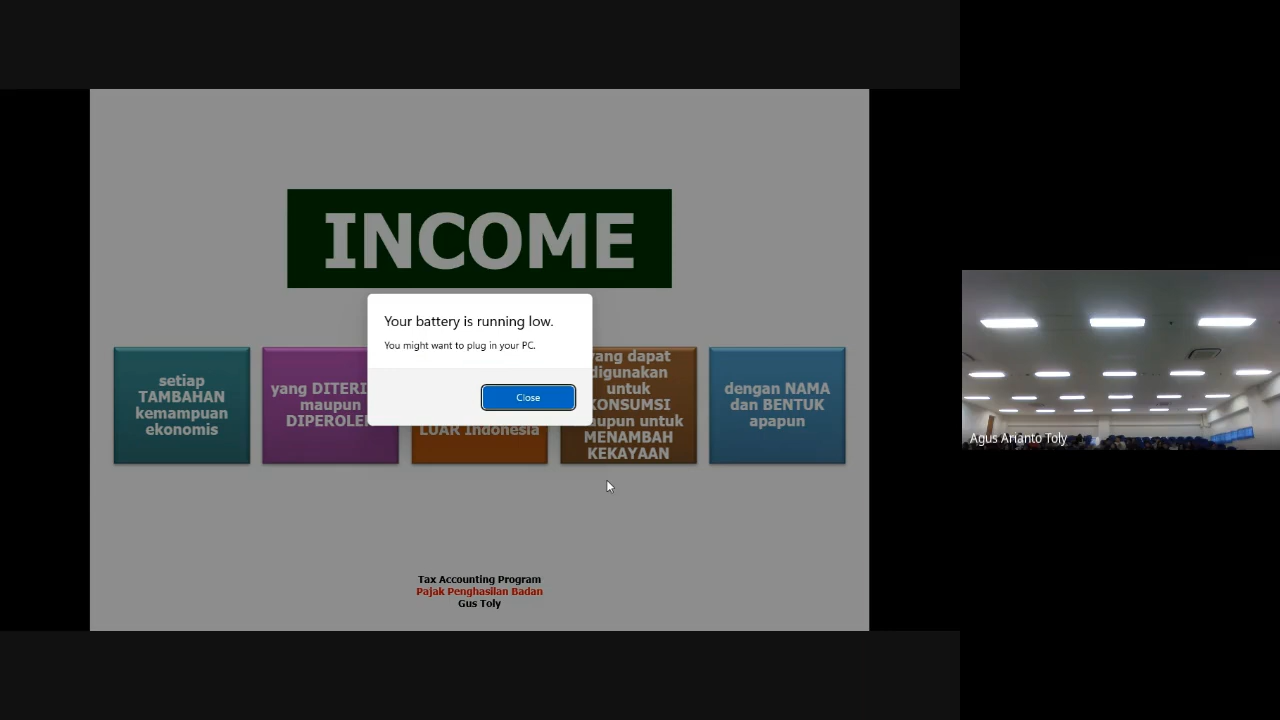 INCOME
Your battery is running low.
You might want to plug in your PC.
Close
setiap
TAMBAHAN
kemampuan
ekonomis
yang
maupun
LUAR Indonesia
yang dapat
digunakan
untuk
KONSUMSI
maupun untuk
MENAMBAH
KEKAYAAN
dengan NAMA
dan BENTUK
apapun
Tax Accounting Program
Pajak Penghasilan Badan
Gus Toly
Agus Arianto Toly